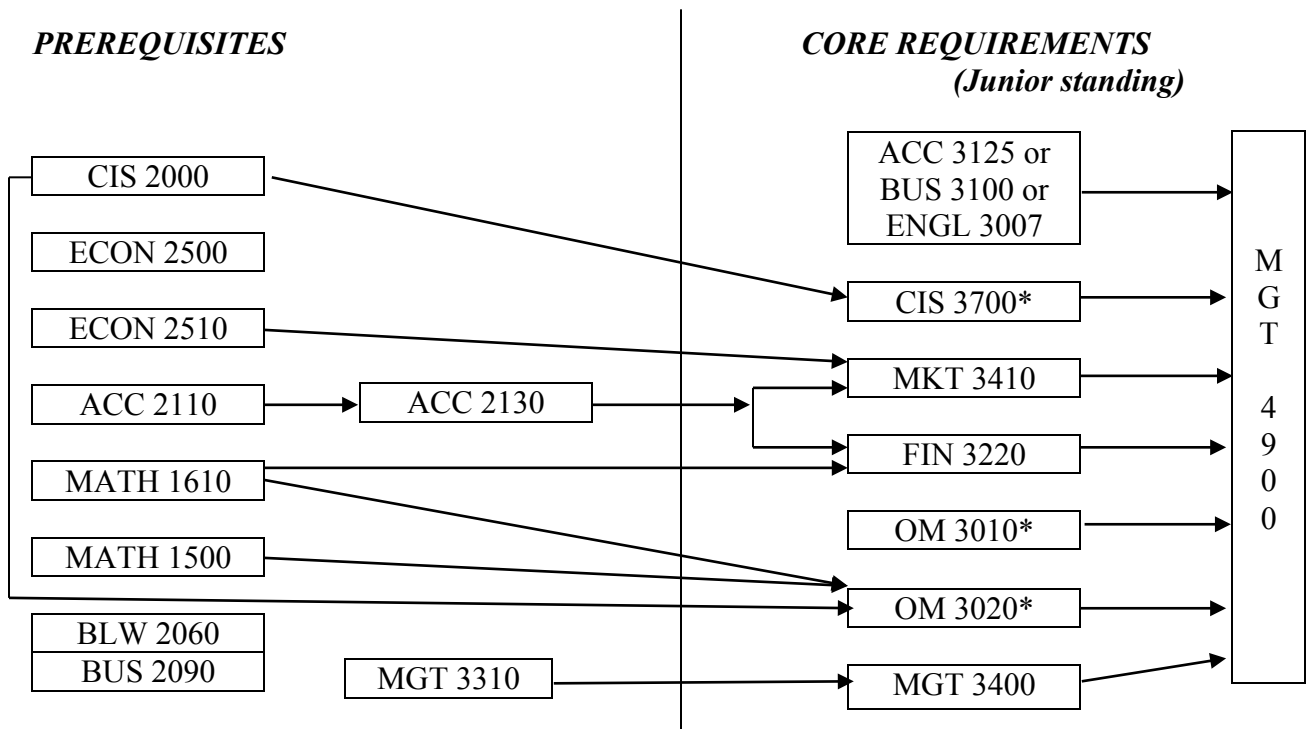 PREREQUISITES
CORE REQUIREMENTS
(Junior standing)
CIS 2000
ECON 2500
ECON 2510
ACC 2110
ACC 2130
MATH 1610
MATH 1500
BLW 2060
BUS 2090
MGT 3310
ACC 3125 or
BUS 3100 or
ENGL 3007
CIS 3700*
MKT 3410
FIN 3220
OM 3010*
OM 3020*
MGT 3400
M
G
T
4
9
0
0